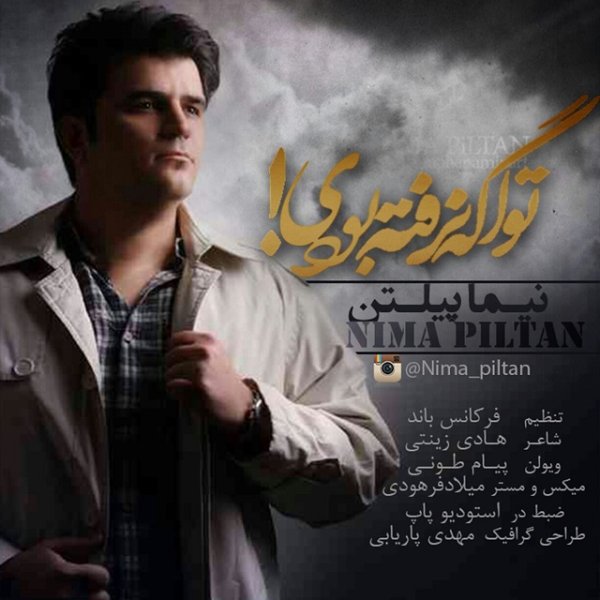 PILTAN
تو اگه نرفته بودی!
نیما پیلتن
NIMA PILTAN
@Nima_piltan
تنظیم فرکانس باند
شاعر هادی زینتی
ویولن پیام طونی
میکس و مستر میلادفرهودی
ضبط در استودیو پاپ
طراحی گرافیک مهدی پاریابی